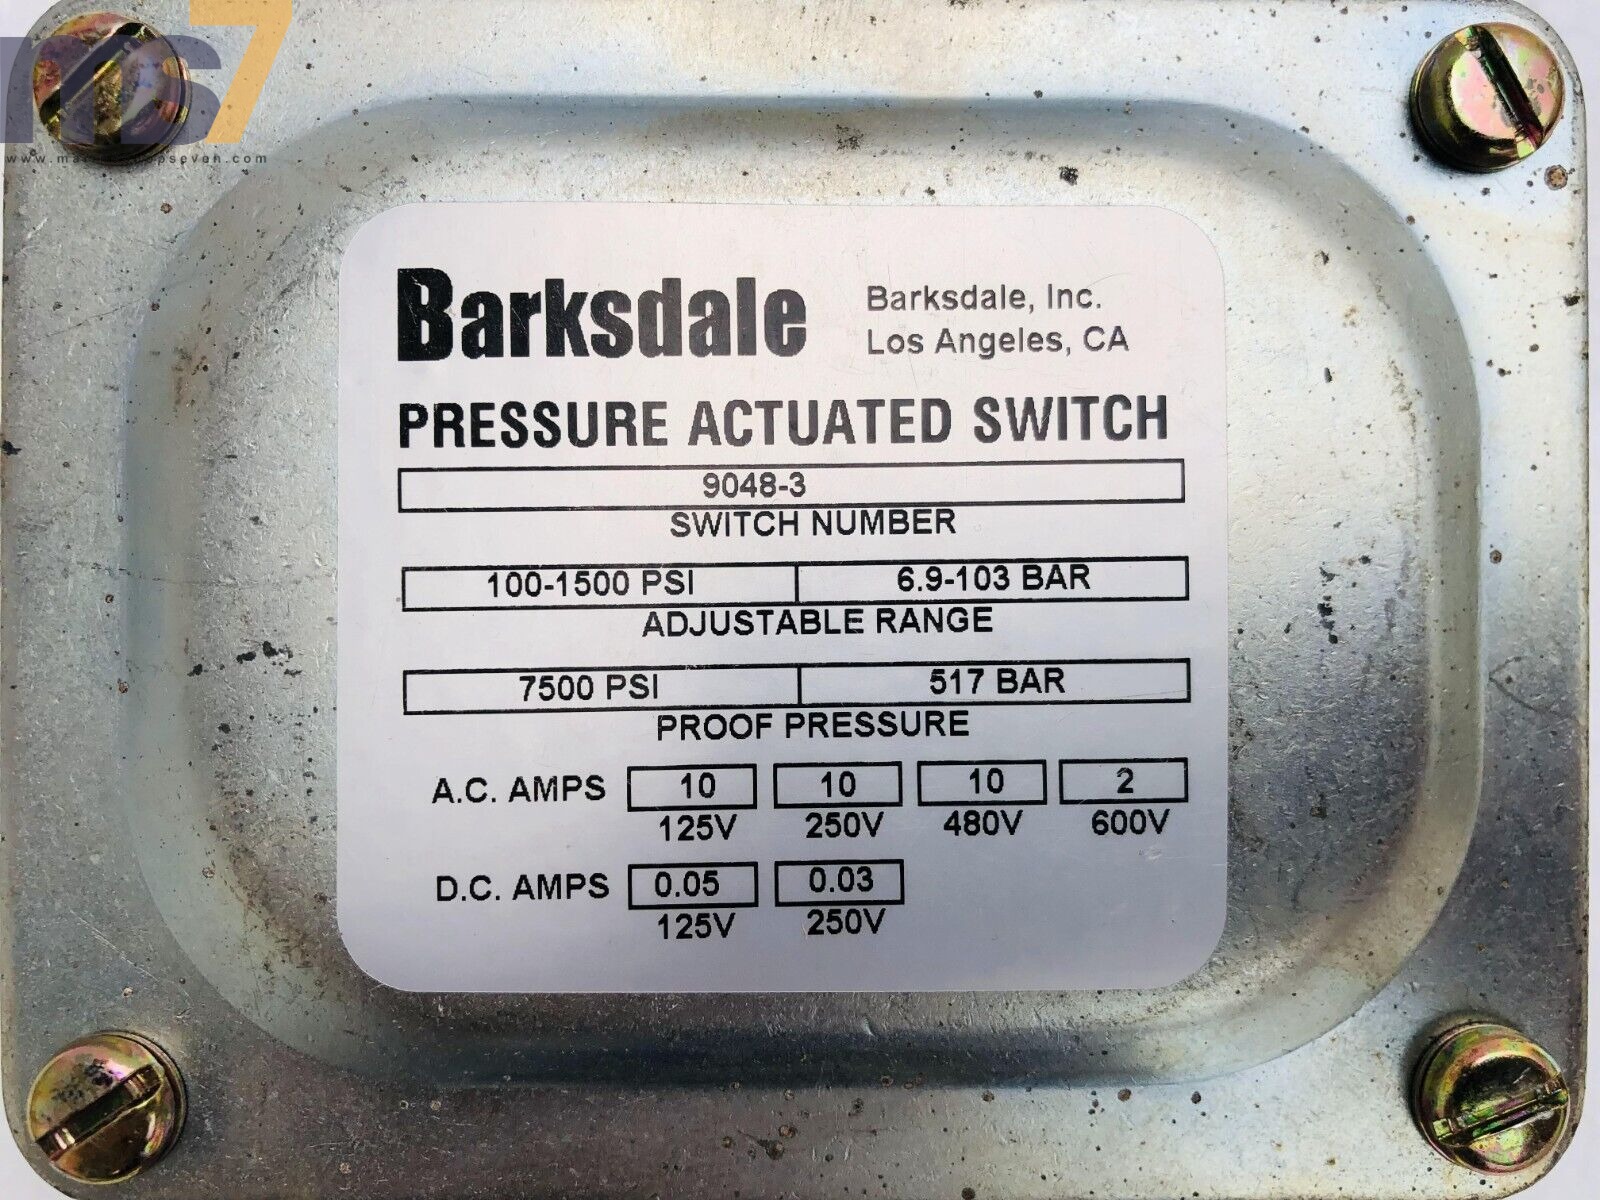 ms7
Barksdale
Barksdale, Inc.
Los Angeles, CA
PRESSURE ACTUATED SWITCH
9048-3
SWITCH NUMBER
100-1500 PSI 6.9-103 BAR
ADJUSTABLE RANGE
7500 PSI 517 BAR
PROOF PRESSURE
A.C. AMPS 10 10 10 2
125V 250V 480V 600V
D.C. AMPS 0.05 0.03
125V 250V